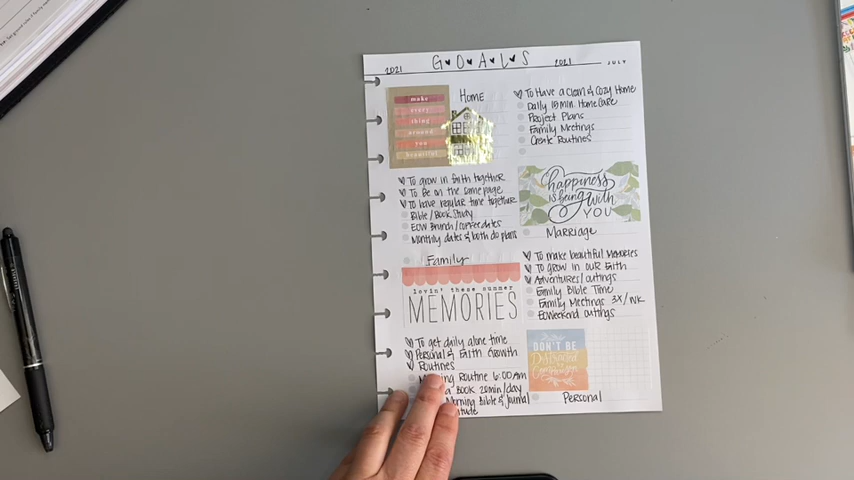 GOALS
2021
2021
JULY
make
every
thing
around
you
beautiful
Home
To Have a Clean & Cozy Home
Daily 15 min. Home Care
Project Plans
Family Meetings
Create Routines
To grow in faith together
To Be on the same page
To have regular time together
Bible/Book Study
EOW Brunch/coffee dates
Monthly dates & both do plans
happiness
is being with
YOU
Marriage
Family
lovin' these summer
MEMORIES
To make beautiful Memories
To grow in our Faith
Adventures/outings
Family Bible Time
Family Meetings 3X/WK
EOWeekend outings
To get daily alone time
Personal & Faith Growth
Routines
Routine 6:00 AM
Book 20min/day
Morning Bible & Journal
DON'T BE
Personal